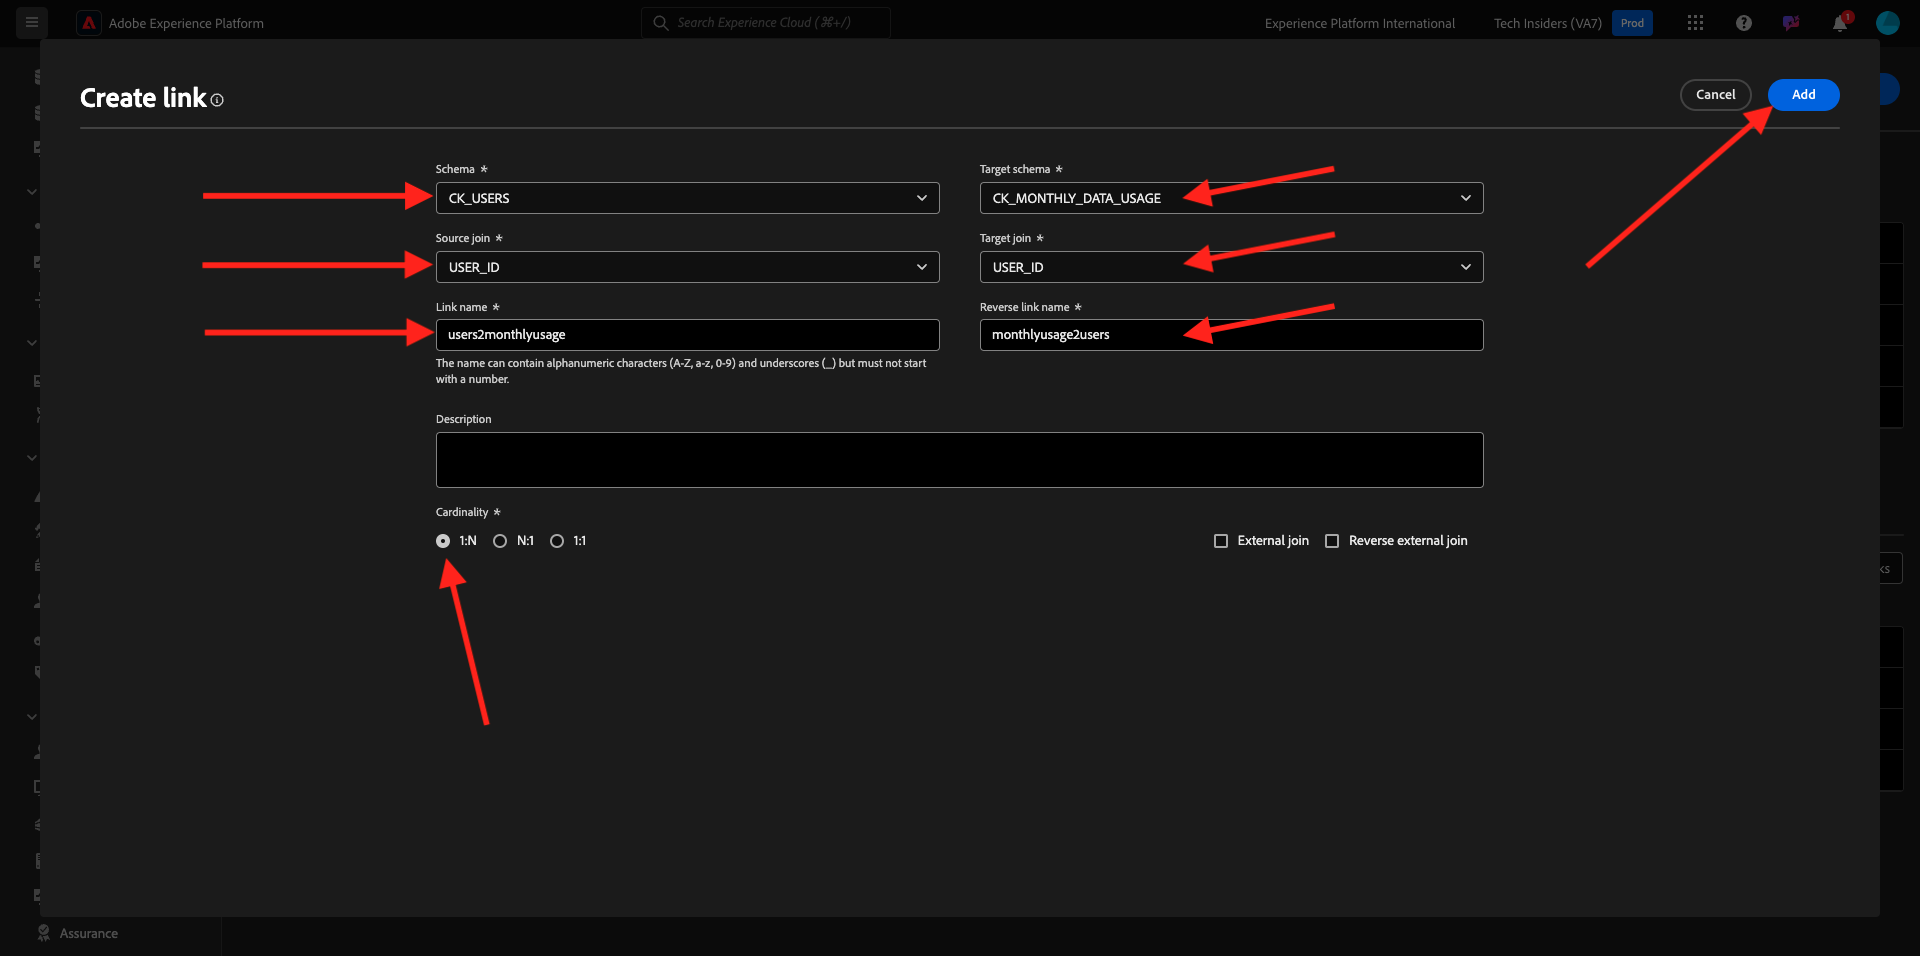 Adobe Experience Platform
Search Experience Cloud (⌘+/)
Experience Platform International
Tech Insiders (VA7)
Prod
1
Create link
Cancel
Add
Schema *
Target schema *
CK_USERS
CK_MONTHLY_DATA_USAGE
Source join *
Target join *
USER_ID
USER_ID
Link name *
Reverse link name *
users2monthlyusage
monthlyusage2users
The name can contain alphanumeric characters (A-Z, a-z, 0-9) and underscores (_) but must not start
with a number.
Description
Cardinality *
1:N
N:1
1:1
External join
Reverse external join
Assurance